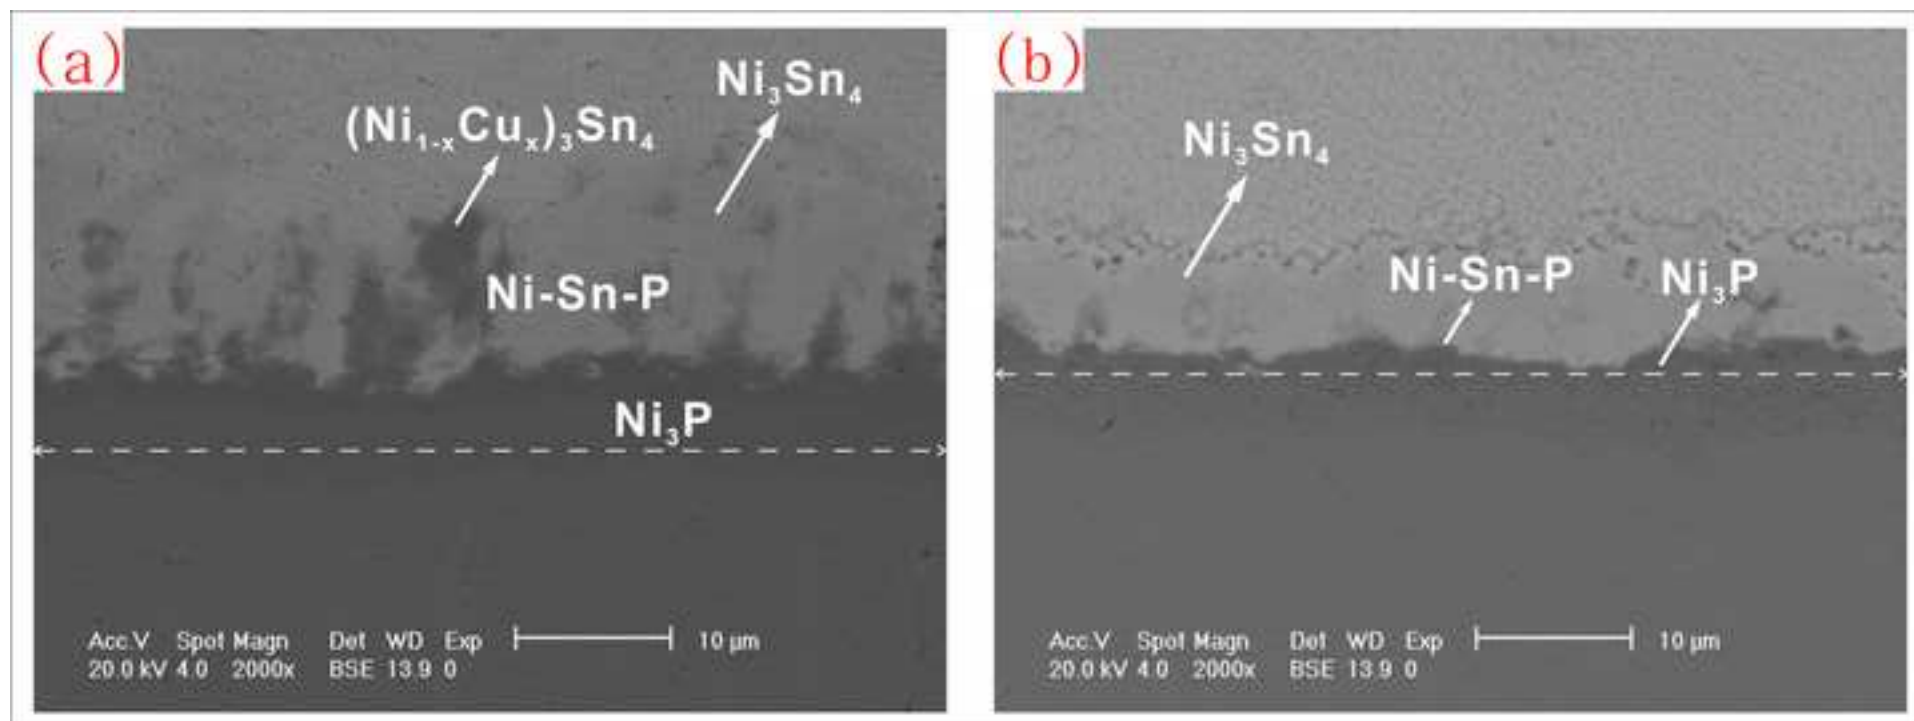 (a)
Ni₃Sn₄
(Ni₁₋ₓCuₓ)₃Sn₄
Ni-Sn-P
Ni₃P
Acc.V Spot Magn Det WD Exp 10 µm
20.0 kV 4.0 2000x BSE 13.9 0
(b)
Ni₃Sn₄
Ni-Sn-P
Ni₃P
Acc.V Spot Magn Det WD Exp 10 µm
20.0 kV 4.0 2000x BSE 13.9 0